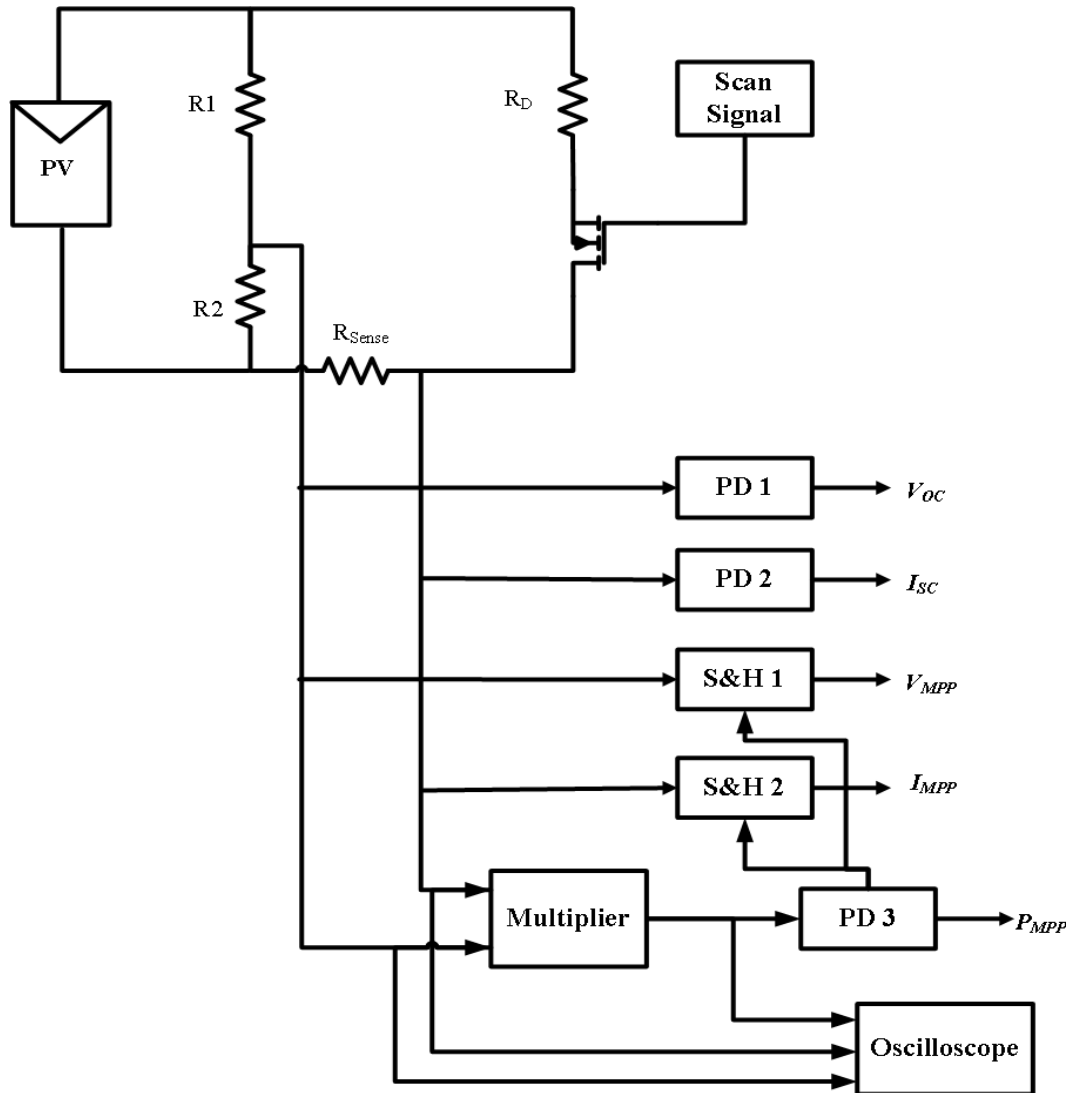 R1
RD
Scan
Signal
PV
R2
RSense
PD 1
VOC
PD 2
ISC
S&H 1
VMPP
S&H 2
IMPP
Multiplier
PD 3
PMPP
Oscilloscope